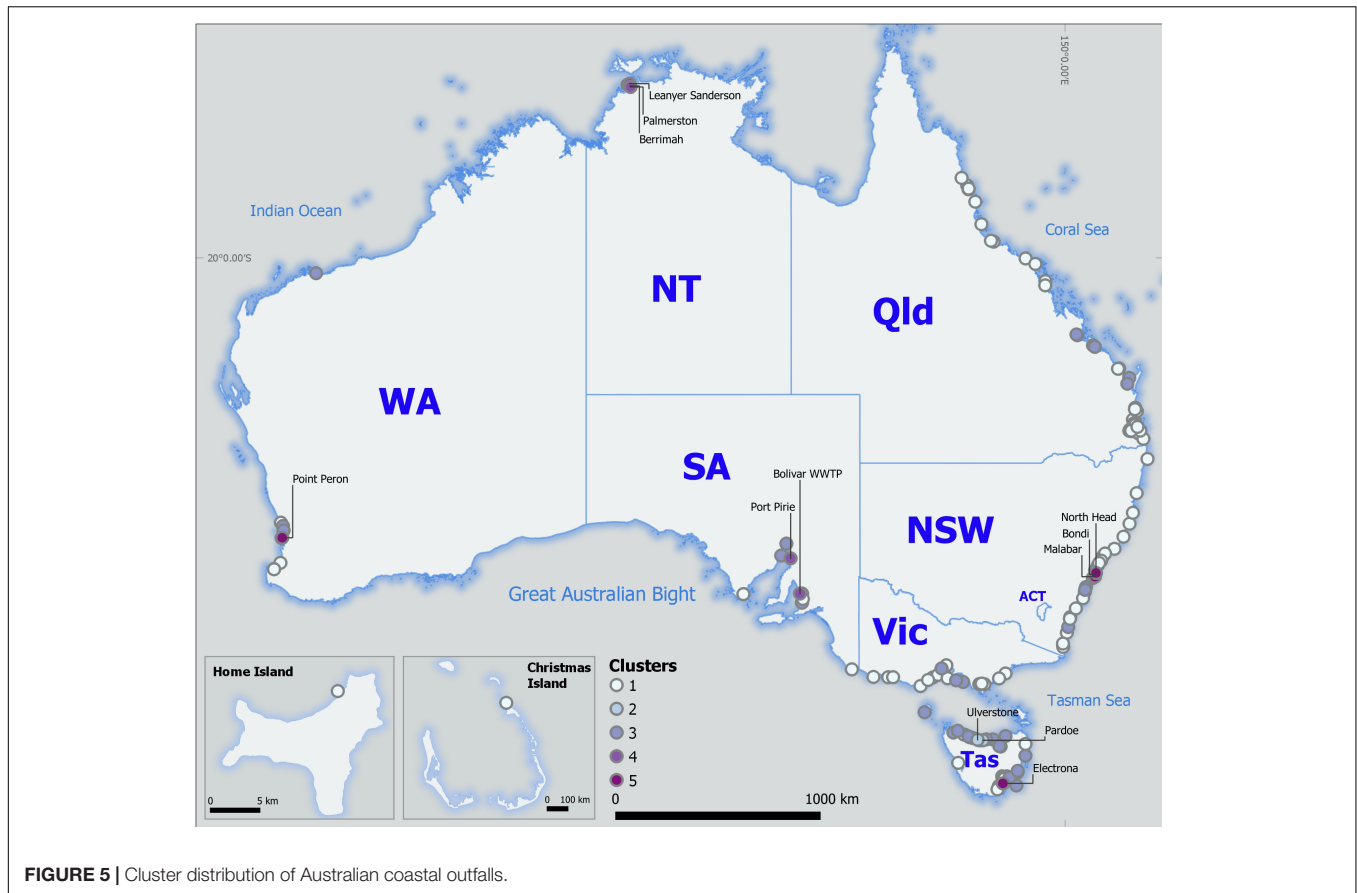 150°0.00'E
Leanyer Sanderson
Palmerston
Berrimah
Indian Ocean
Coral Sea
20°0.00'S
NT
Qld
WA
SA
Bolivar WWTP
Point Peron
Port Pirie
NSW
North Head
Bondi
Malabar
Great Australian Bight
ACT
Vic
Home Island
0 5 km
Christmas
Island
0 100 km
Clusters
1
2
3
4
5
0 1000 km
Tasman Sea
Ulverstone
Pardoe
Tas
Electrona
FIGURE 5 | Cluster distribution of Australian coastal outfalls.